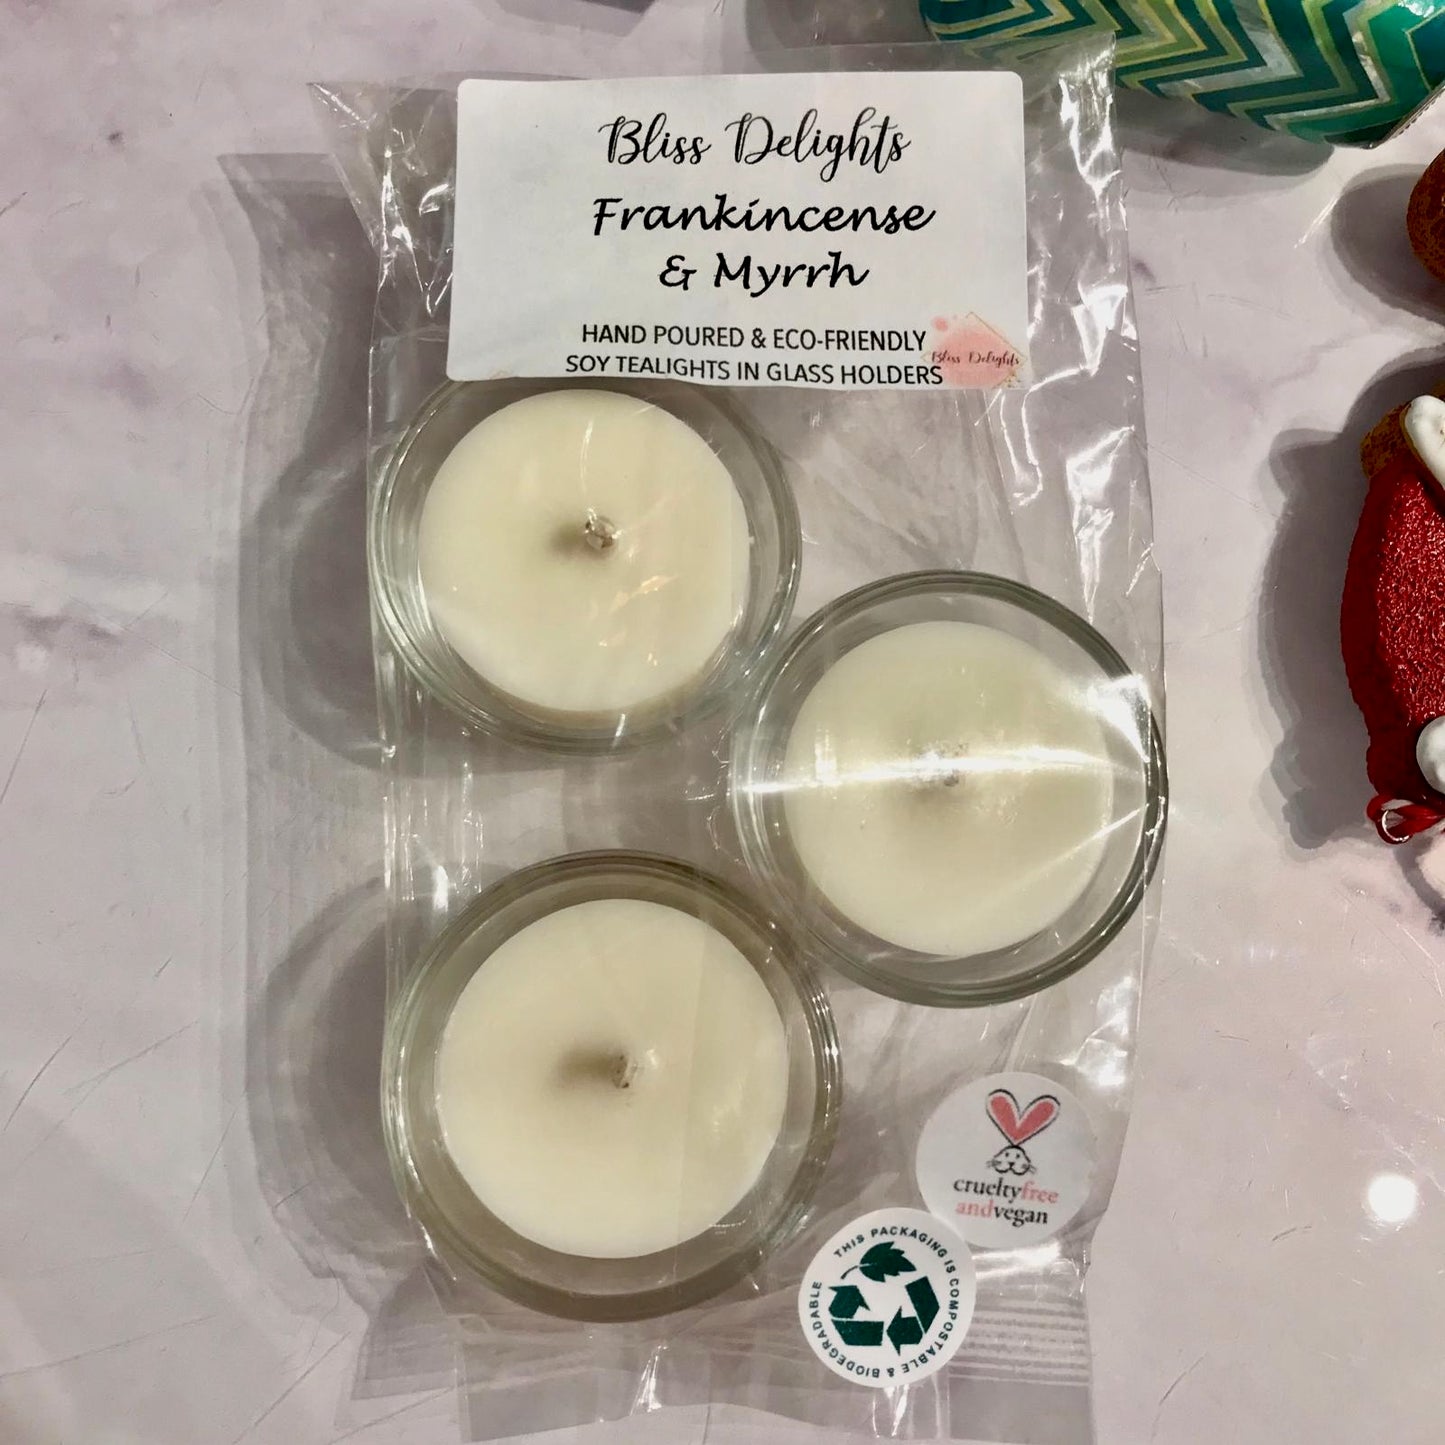 Bliss Delights
Frankincense
& Myrrh
HAND POURED & ECO-FRIENDLY
SOY TEALIGHTS IN GLASS HOLDERS
Bliss Delights
crueltyfree
andvegan
THIS PACKAGING IS COMPOSTABLE & BIODEGRADABLE